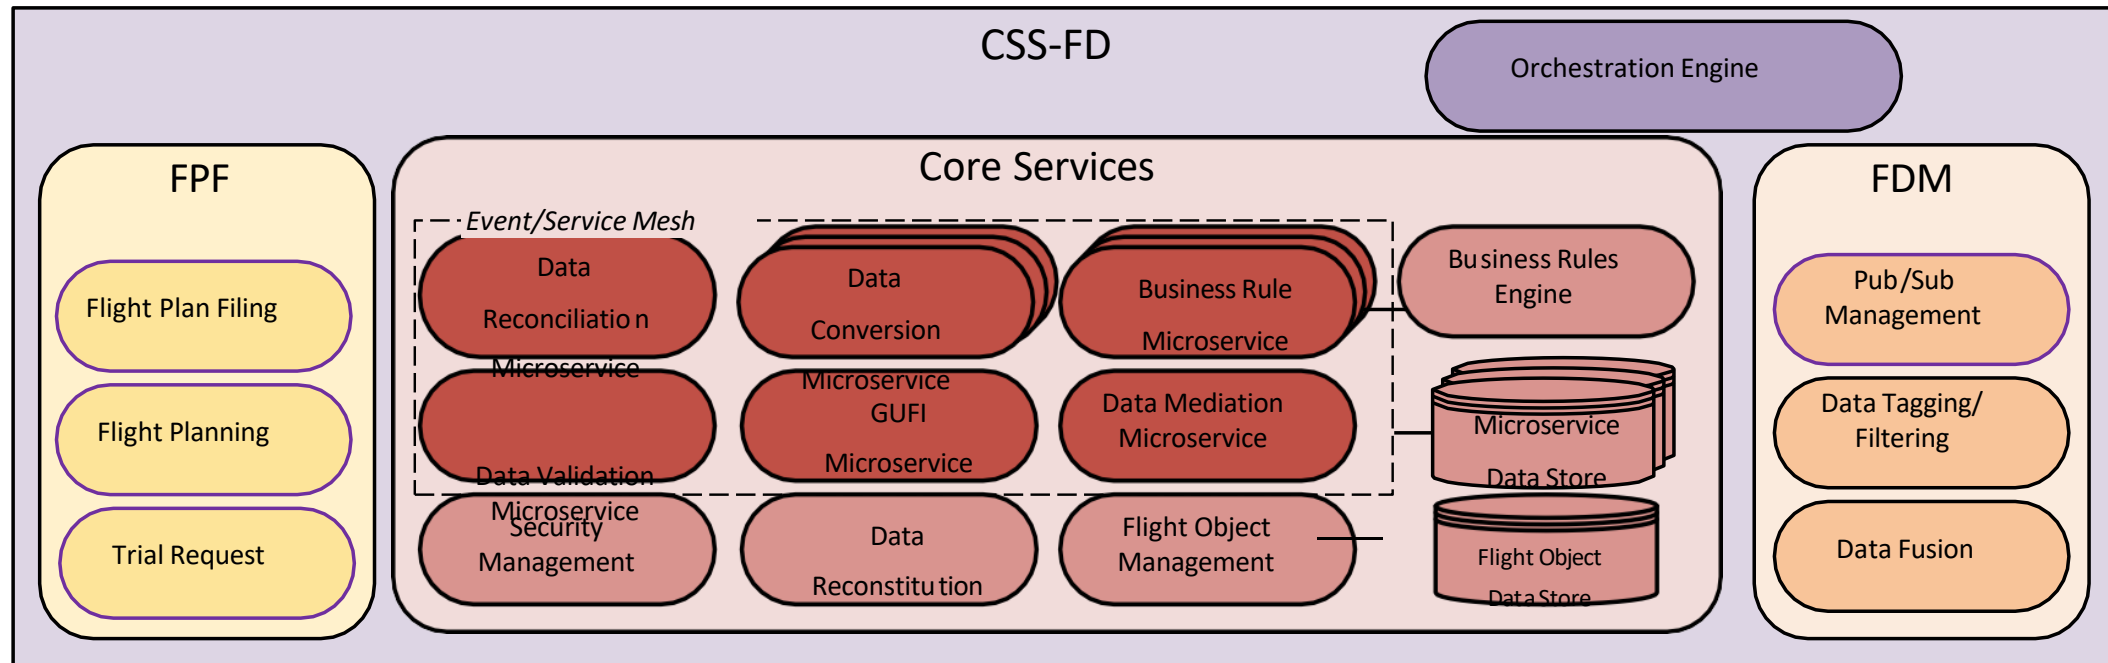 CSS-FD
Orchestration Engine
FPF
Flight Plan Filing
Flight Planning
Trial Request
Core Services
Event/Service Mesh
Data
Reconciliation
Microservice
Data
Conversion
Microservice
Business Rule
Microservice
Business Rules
Engine
Data Validation
Microservice
GUFI
Microservice
Data Mediation
Microservice
Microservice
Data Store
Security
Management
Data
Reconstitution
Flight Object
Management
Flight Object
Data Store
FDM
Pub/Sub
Management
Data Tagging/
Filtering
Data Fusion